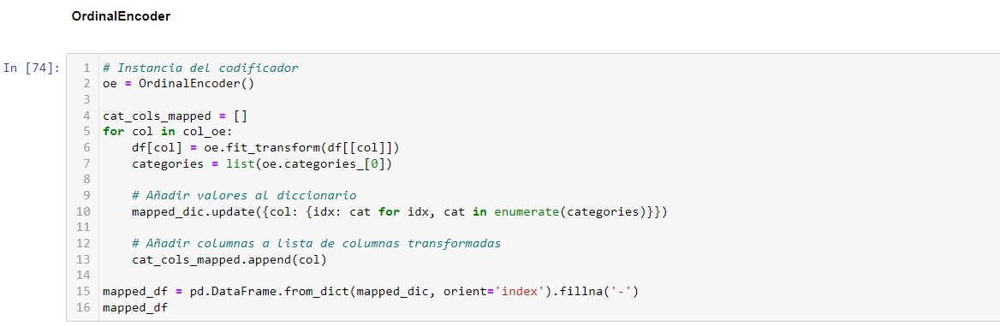 OrdinalEncoder
In [74]:
1 # Instancia del codificador
2 oe = OrdinalEncoder()
3
4 cat_cols_mapped = []
5 for col in col_oe:
6     df[col] = oe.fit_transform(df[[col]])
7     categories = list(oe.categories_[0])
8
9     # Añadir valores al diccionario
10     mapped_dic.update({col: {idx: cat for idx, cat in enumerate(categories)}})
11
12     # Añadir columnas a lista de columnas transformadas
13     cat_cols_mapped.append(col)
14
15 mapped_df = pd.DataFrame.from_dict(mapped_dic, orient='index').fillna('-')
16 mapped_df